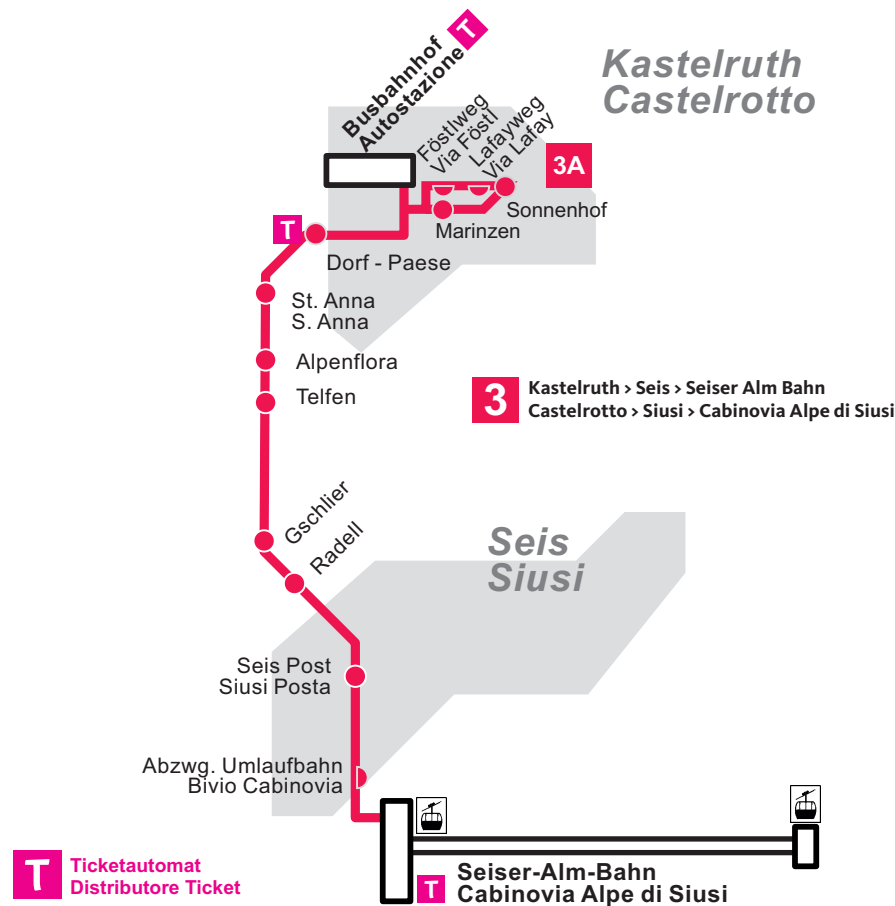 Busbahnhof
Autostazione
T
Kastelruth
Castelrotto
Föstlweg
Via Föstl
Lafayweg
Via Lafay
3A
Sonnenhof
Marinzen
T
Dorf - Paese
St. Anna
S. Anna
Alpenflora
Telfen
3
Kastelruth › Seis › Seiser Alm Bahn
Castelrotto › Siusi › Cabinovia Alpe di Siusi
Gschlier
Radell
Seis
Siusi
Seis Post
Siusi Posta
Abzwg. Umlaufbahn
Bivio Cabinovia
T
Ticketautomat
Distributore Ticket
T
Seiser-Alm-Bahn
Cabinovia Alpe di Siusi